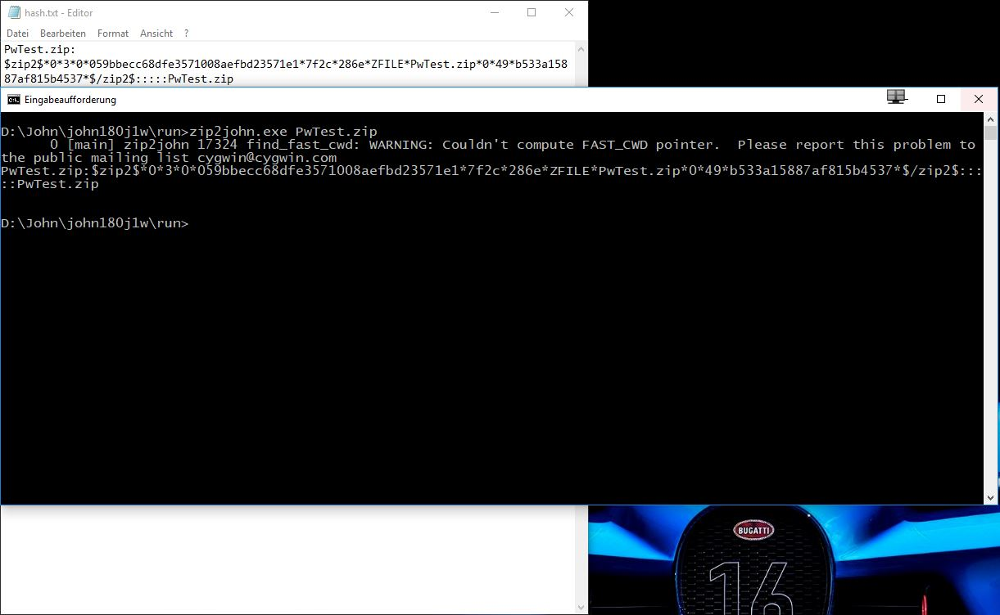 hash.txt - Editor
Datei Bearbeiten Format Ansicht ?
PwTest.zip:
$zip2$*0*3*0*059bbecc68dfe3571008aefbd23571e1*7f2c*286e*ZFILE*PwTest.zip*0*49*b533a158
87af815b4537*$/zip2$:::::PwTest.zip
Eingabeaufforderung
D:\John\john180j1w\run>zip2john.exe PwTest.zip
0 [main] zip2john 17324 find_fast_cwd: WARNING: Couldn't compute FAST_CWD pointer.  Please report this problem to
the public mailing list cygwin@cygwin.com
PwTest.zip:$zip2$*0*3*0*059bbecc68dfe3571008aefbd23571e1*7f2c*286e*ZFILE*PwTest.zip*0*49*b533a15887af815b4537*$/zip2$:::
::PwTest.zip
D:\John\john180j1w\run>
BUGATTI
16